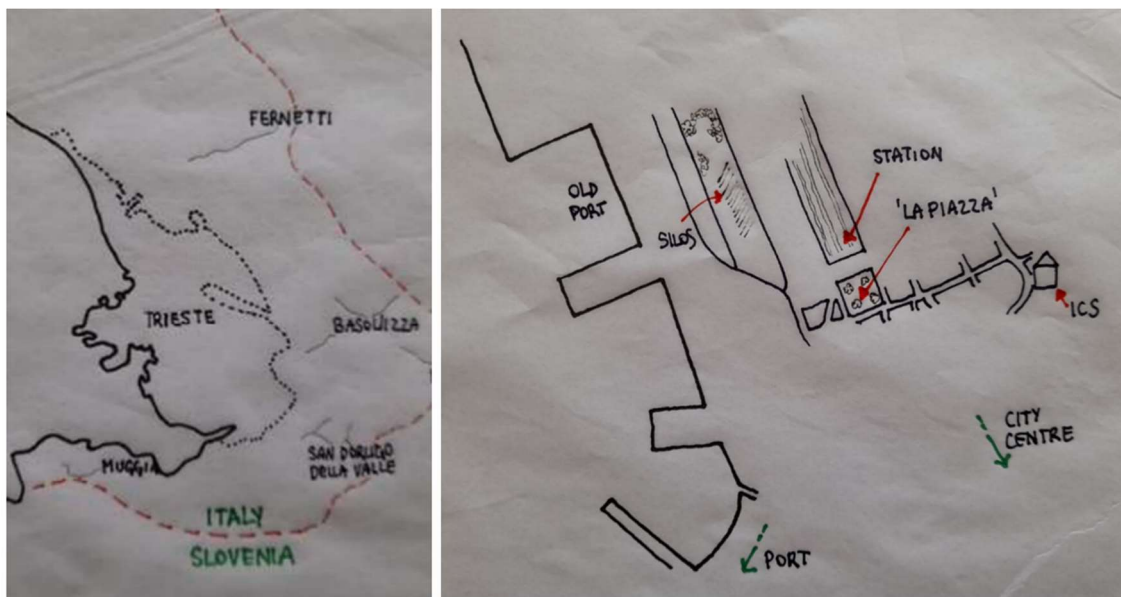 FERNETTI
TRIESTE
BASOVIZZA
MUGGIA
SAN DORLIGO
DELLA VALLE
ITALY
SLOVENIA
OLD
PORT
SILOS
STATION
'LA PIAZZA'
ICS
CITY
CENTRE
PORT